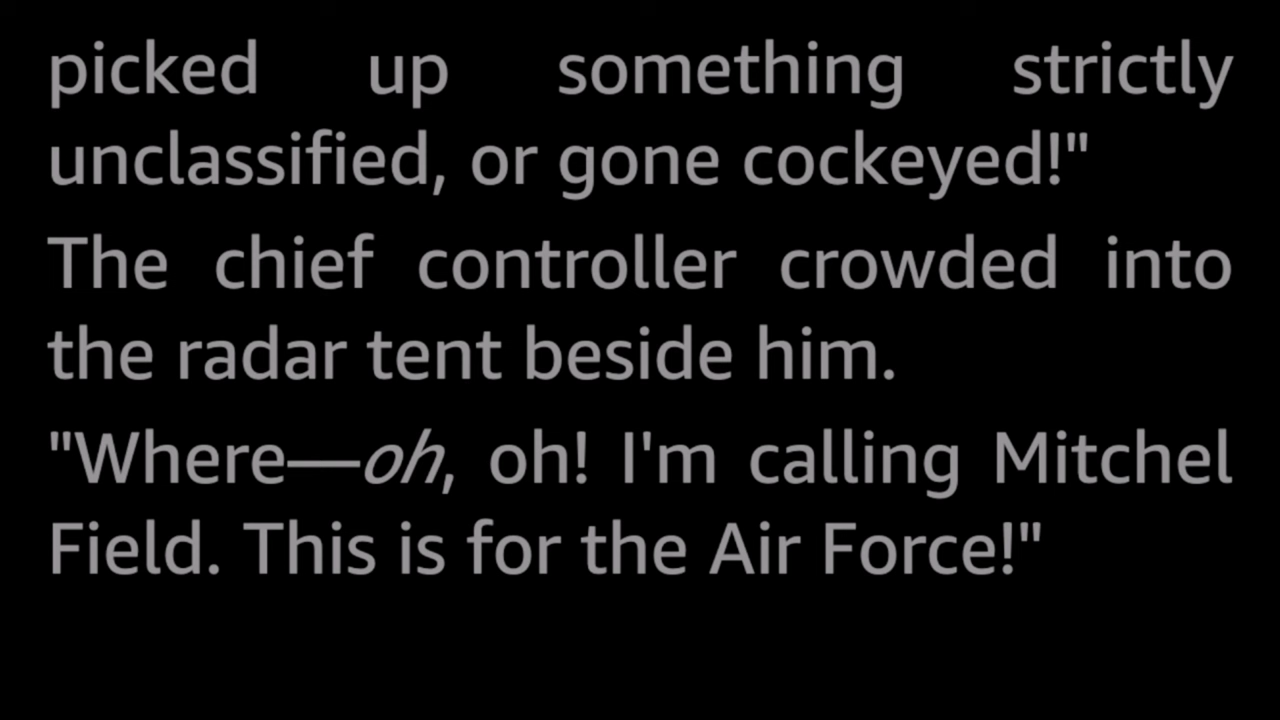 picked up something strictly
unclassified, or gone cockeyed!"
The chief controller crowded into
the radar tent beside him.
"Where—oh, oh! I'm calling Mitchel
Field. This is for the Air Force!"